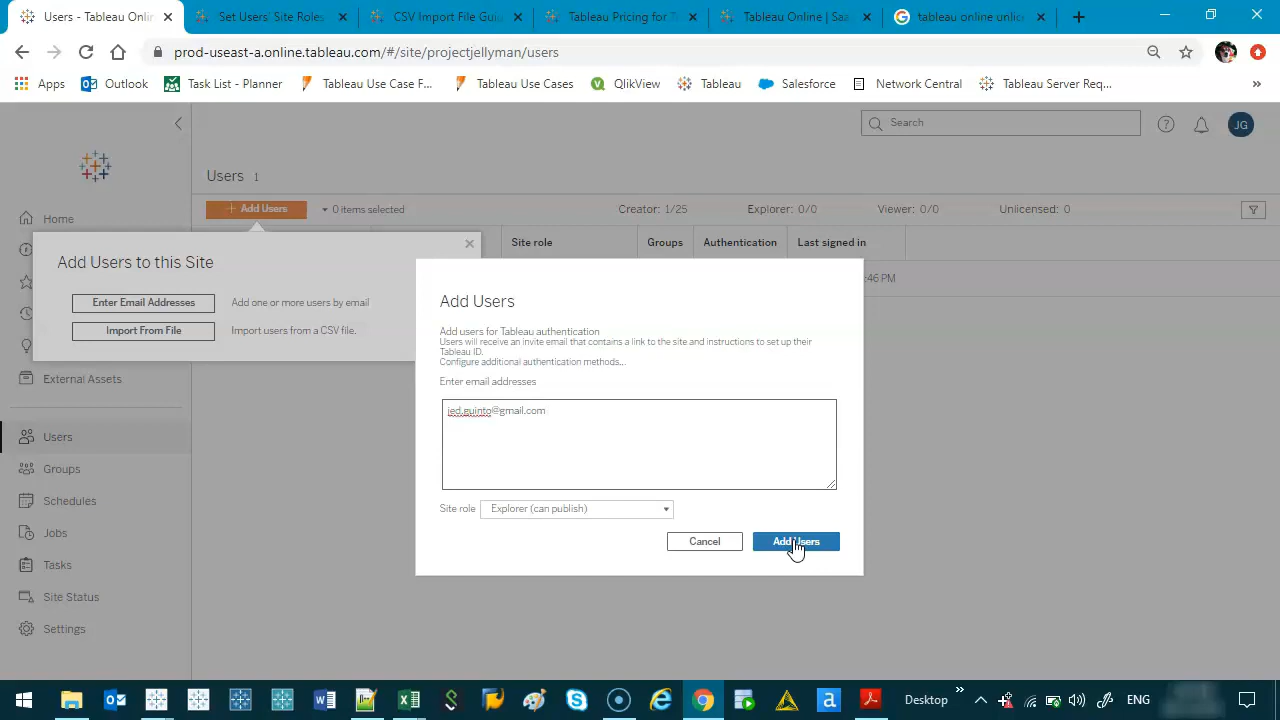 Users - Tableau Onli
Set Users' Site Roles
CSV Import File Gui
Tableau Pricing for T
Tableau Online | Saa
tableau online unlic
prod-useast-a.online.tableau.com/#/site/projectjellyman/users
Apps
Outlook
Task List - Planner
Tableau Use Case F...
Tableau Use Cases
QlikView
Tableau
Salesforce
Network Central
Tableau Server Req...
»
Search
JG
Users 1
+ Add Users
0 items selected
Creator: 1/25
Explorer: 0/0
Viewer: 0/0
Unlicensed: 0
Home
Site role
Groups
Authentication
Last signed in
:46 PM
Add Users to this Site
Enter Email Addresses
Add one or more users by email
Import From File
Import users from a CSV file.
External Assets
Users
Groups
Schedules
Jobs
Tasks
Site Status
Settings
Add Users
Add users for Tableau authentication
Users will receive an invite email that contains a link to the site and instructions to set up their
Tableau ID.
Configure additional authentication methods...
Enter email addresses
jed.guinto@gmail.com
Site role
Explorer (can publish)
Cancel
Add Users
Desktop
»
ENG